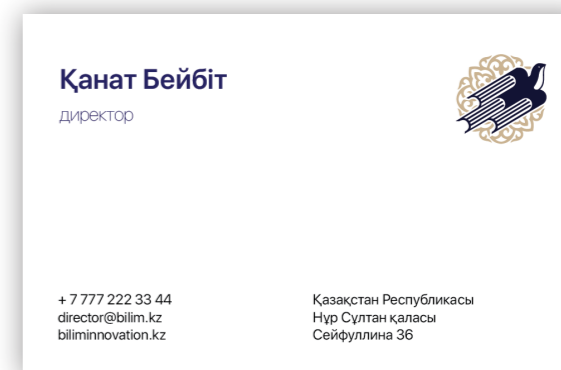 Қанат Бейбіт
директор
+ 7 777 222 33 44
director@bilim.kz
biliminnovation.kz
Қазақстан Республикасы
Нұр Сұлтан қаласы
Сейфуллина 36